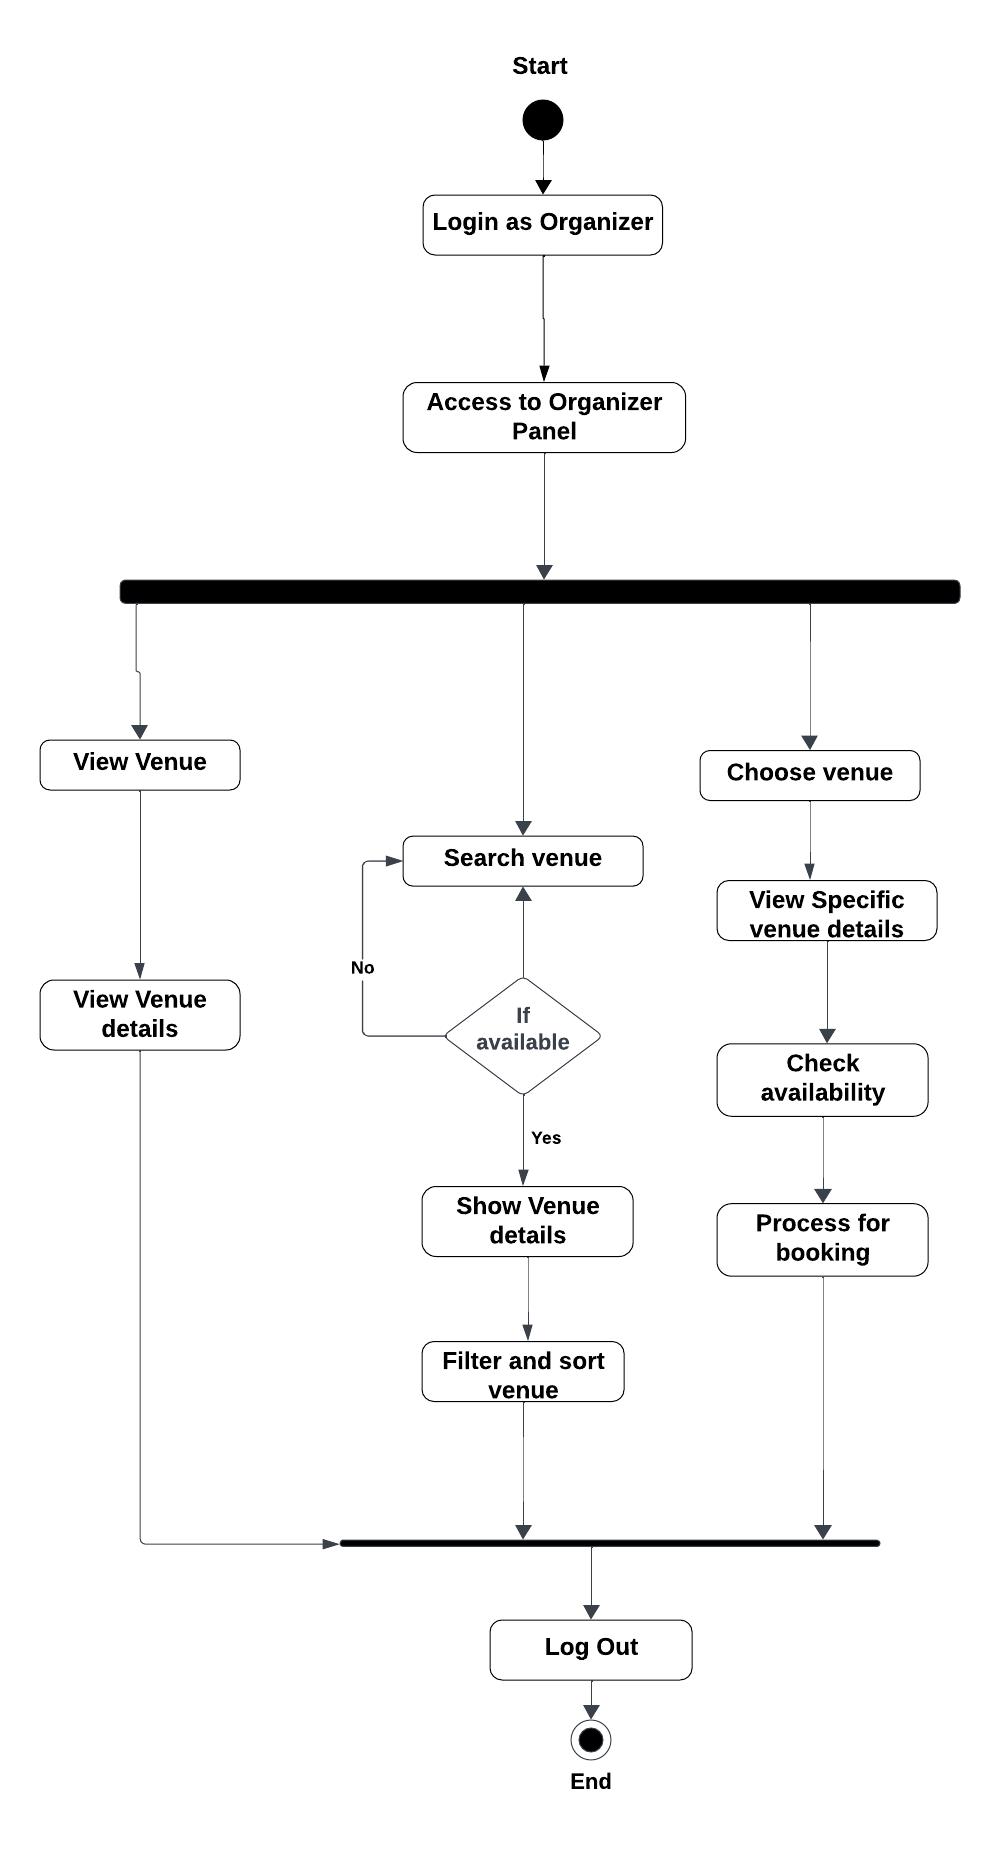 Start
Login as Organizer
Access to Organizer
Panel
View Venue
Choose venue
Search venue
View Specific
venue details
No
View Venue
details
If
available
Check
availability
Yes
Show Venue
details
Process for
booking
Filter and sort
venue
Log Out
End